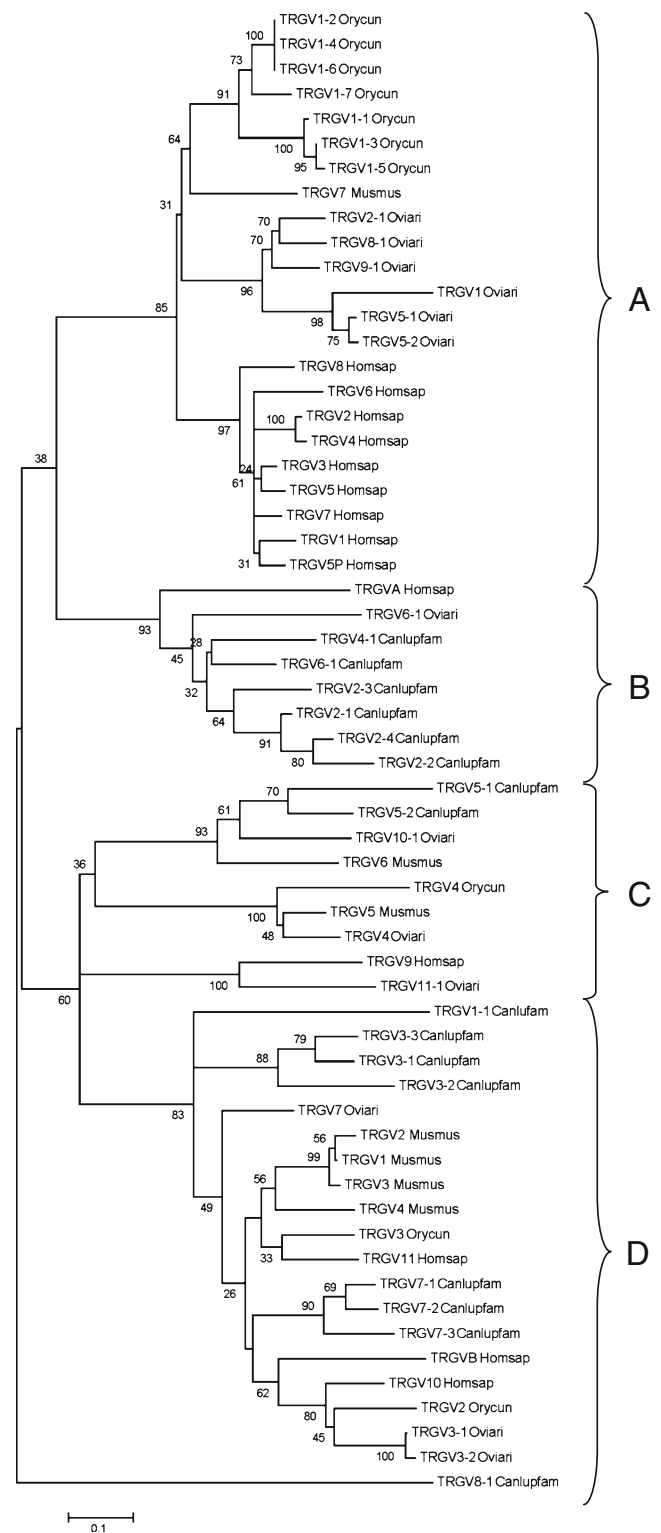 TRGV1-2 Orycun
100
TRGV1-4 Orycun
73
TRGV1-6 Orycun
91
TRGV1-7 Orycun
TRGV1-1 Orycun
64
100
TRGV1-3 Orycun
95
TRGV1-5 Orycun
TRGV7 Musmus
31
70
TRGV2-1 Oviari
70
TRGV8-1 Oviari
TRGV9-1 Oviari
96
TRGV1 Oviari
A
85
98
TRGV5-1 Oviari
75
TRGV5-2 Oviari
TRGV8 Homsap
TRGV6 Homsap
97
100
TRGV2 Homsap
TRGV4 Homsap
38
24
TRGV3 Homsap
61
TRGV5 Homsap
TRGV7 Homsap
TRGV1 Homsap
31
TRGV5P Homsap
TRGVA Homsap
93
TRGV6-1 Oviari
28
TRGV4-1 Canlupfam
45
TRGV6-1 Canlupfam
32
TRGV2-3 Canlupfam
B
64
TRGV2-1 Canlupfam
91
TRGV2-4 Canlupfam
80
TRGV2-2 Canlupfam
70
TRGV5-1 Canlupfam
61
TRGV5-2 Canlupfam
93
TRGV10-1 Oviari
TRGV6 Musmus
36
TRGV4 Orycun
C
100
TRGV5 Musmus
48
TRGV4 Oviari
TRGV9 Homsap
100
TRGV11-1 Oviari
60
TRGV1-1 Canlufam
79
TRGV3-3 Canlupfam
88
TRGV3-1 Canlupfam
TRGV3-2 Canlupfam
83
TRGV7 Oviari
56
TRGV2 Musmus
99
TRGV1 Musmus
56
TRGV3 Musmus
49
TRGV4 Musmus
TRGV3 Orycun
33
TRGV11 Homsap
D
26
69
TRGV7-1 Canlupfam
90
TRGV7-2 Canlupfam
TRGV7-3 Canlupfam
TRGVB Homsap
62
TRGV10 Homsap
80
TRGV2 Orycun
45
TRGV3-1 Oviari
100
TRGV3-2 Oviari
TRGV8-1 Canlupfam
0.1